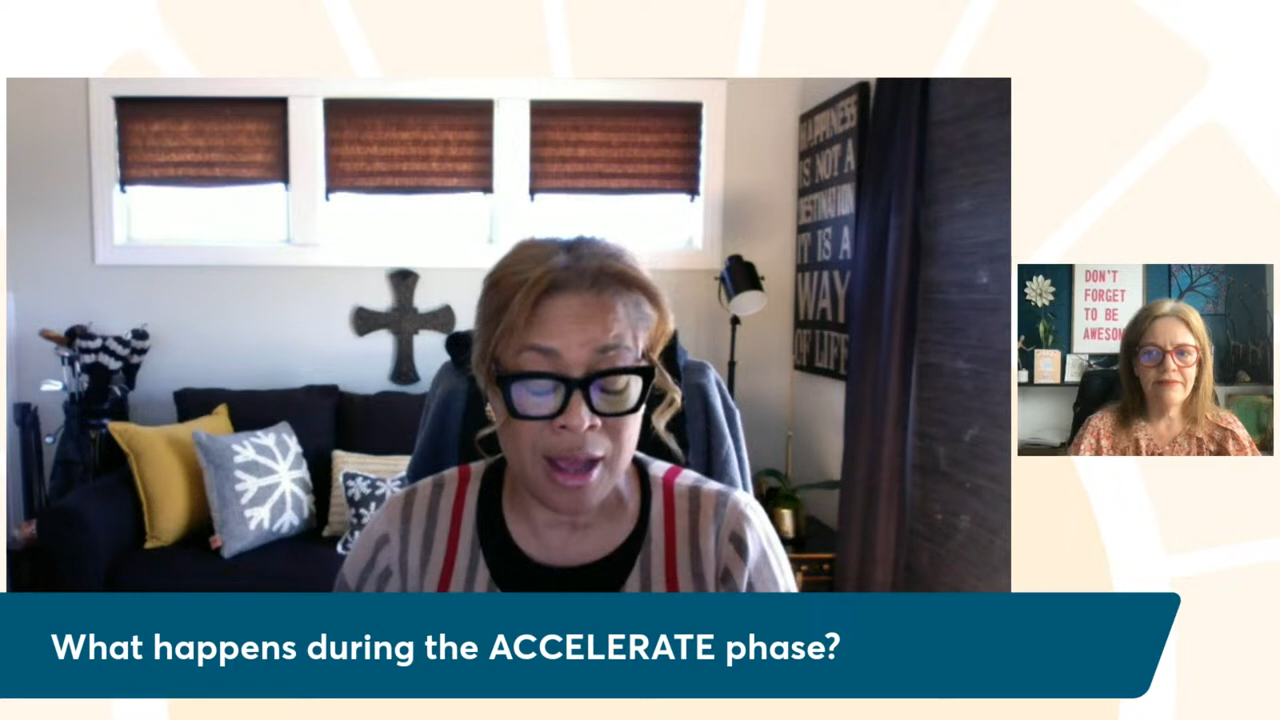 HAPPINESS
IS NOT A
DESTINATION
IT IS A
WAY
OF LIFE
DON'T
FORGET
TO BE
AWESOM
What happens during the ACCELERATE phase?